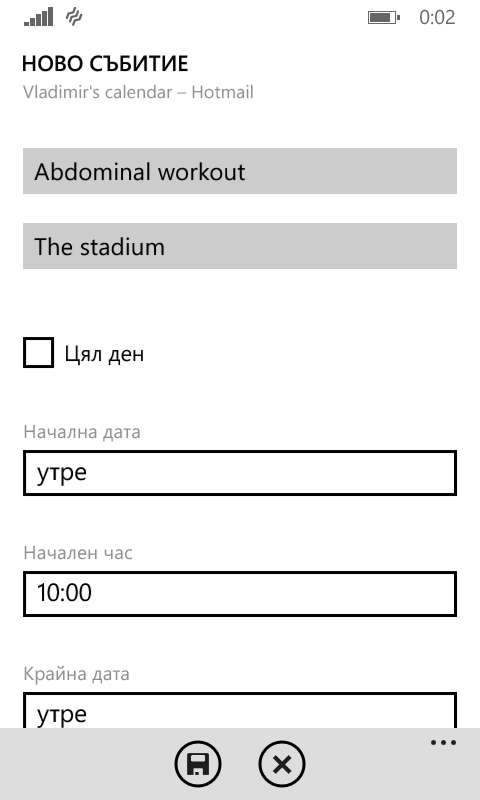 0:02
НОВО СЪБИТИЕ
Vladimir's calendar – Hotmail
Abdominal workout
The stadium
Цял ден
Начална дата
утре
Начален час
10:00
Крайна дата
утре